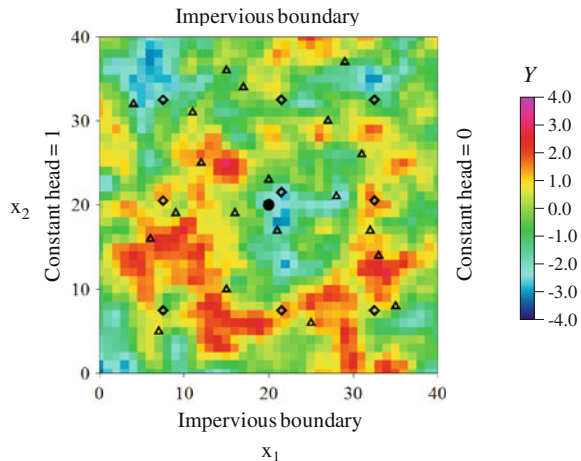 Impervious boundary
40
30
20
10
0
x2
Constant head = 1
Constant head = 0
Y
4.0
3.0
2.0
1.0
0.0
-1.0
-2.0
-3.0
-4.0
0 10 20 30 40
Impervious boundary
x1